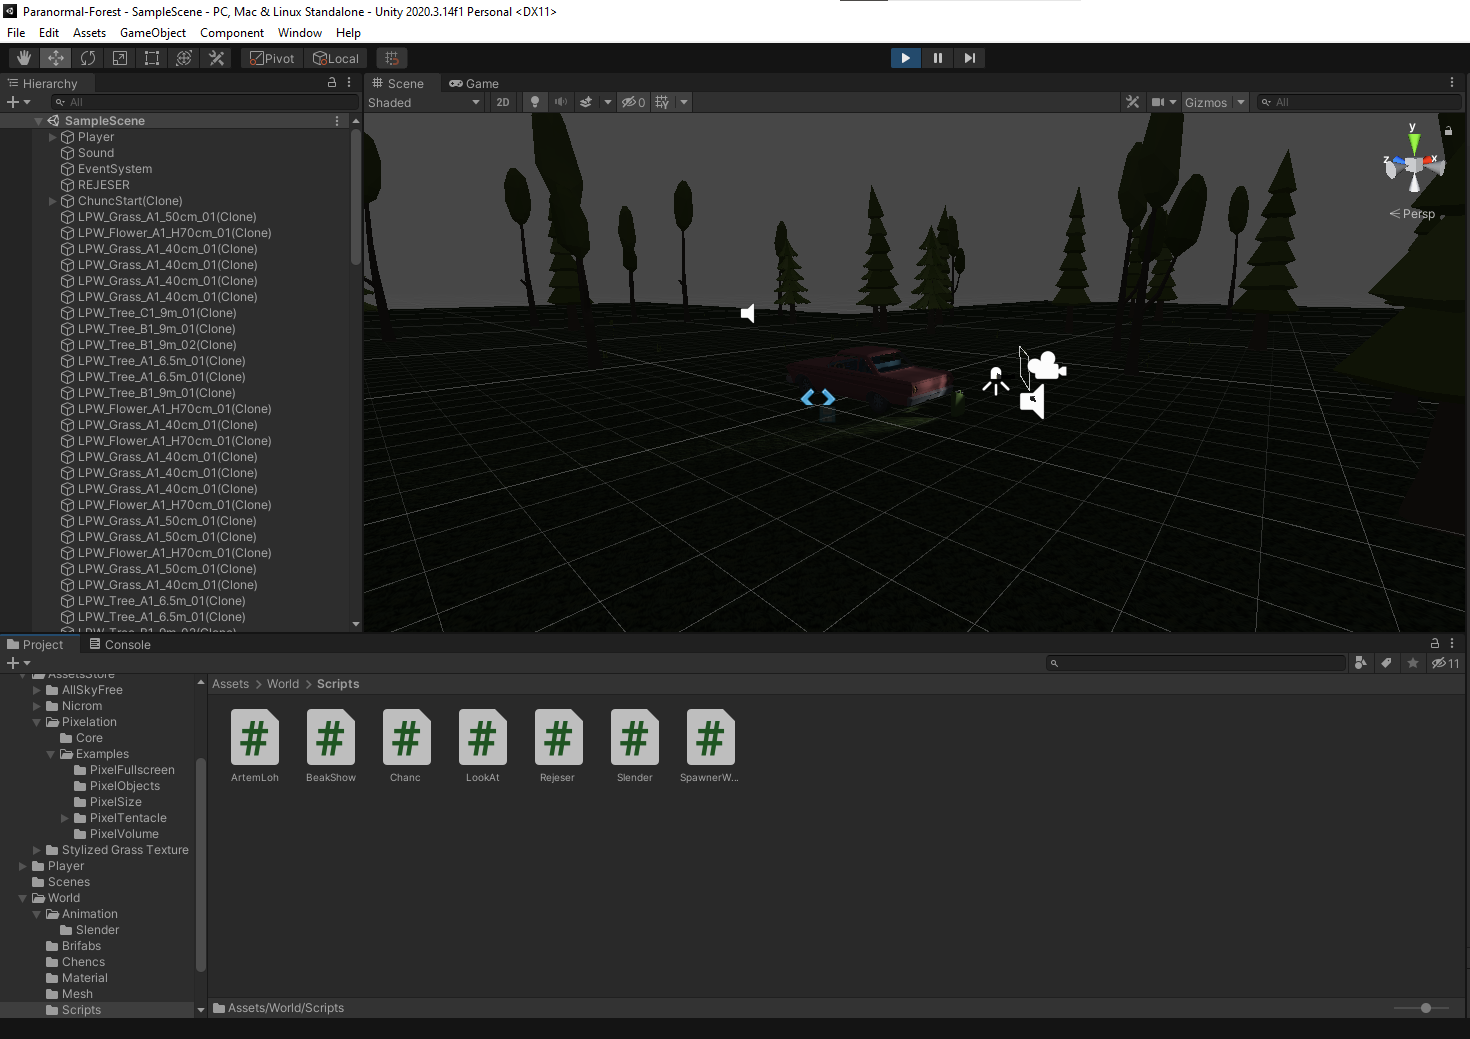 Paranormal-Forest - SampleScene - PC, Mac & Linux Standalone - Unity 2020.3.14f1 Personal <DX11>
File Edit Assets GameObject Component Window Help
Pivot Local
Hierarchy
All
SampleScene
Player
Sound
EventSystem
REJESER
ChuncStart(Clone)
LPW_Grass_A1_50cm_01(Clone)
LPW_Flower_A1_H70cm_01(Clone)
LPW_Grass_A1_40cm_01(Clone)
LPW_Grass_A1_40cm_01(Clone)
LPW_Grass_A1_40cm_01(Clone)
LPW_Grass_A1_40cm_01(Clone)
LPW_Tree_C1_9m_01(Clone)
LPW_Tree_B1_9m_01(Clone)
LPW_Tree_B1_9m_02(Clone)
LPW_Tree_A1_6.5m_01(Clone)
LPW_Tree_A1_6.5m_01(Clone)
LPW_Tree_B1_9m_01(Clone)
LPW_Flower_A1_H70cm_01(Clone)
LPW_Grass_A1_40cm_01(Clone)
LPW_Flower_A1_H70cm_01(Clone)
LPW_Grass_A1_40cm_01(Clone)
LPW_Grass_A1_40cm_01(Clone)
LPW_Grass_A1_40cm_01(Clone)
LPW_Flower_A1_H70cm_01(Clone)
LPW_Grass_A1_50cm_01(Clone)
LPW_Grass_A1_50cm_01(Clone)
LPW_Flower_A1_H70cm_01(Clone)
LPW_Grass_A1_50cm_01(Clone)
LPW_Grass_A1_40cm_01(Clone)
LPW_Tree_A1_6.5m_01(Clone)
LPW_Tree_A1_6.5m_01(Clone)
LPW_Tree_B1_9m_02(Clone)
Scene Game
Shaded 2D 0 Gizmos All
y
z x
Persp
Project Console
11
AssetsStore
AllSkyFree
Nicrom
Pixelation
Core
Examples
PixelFullscreen
PixelObjects
PixelSize
PixelTentacle
PixelVolume
Stylized Grass Texture
Player
Scenes
World
Animation
Slender
Brifabs
Chencs
Material
Mesh
Scripts
Assets > World > Scripts
ArtemLoh BeakShow Chanc LookAt Rejeser Slender SpawnerW...
Assets/World/Scripts